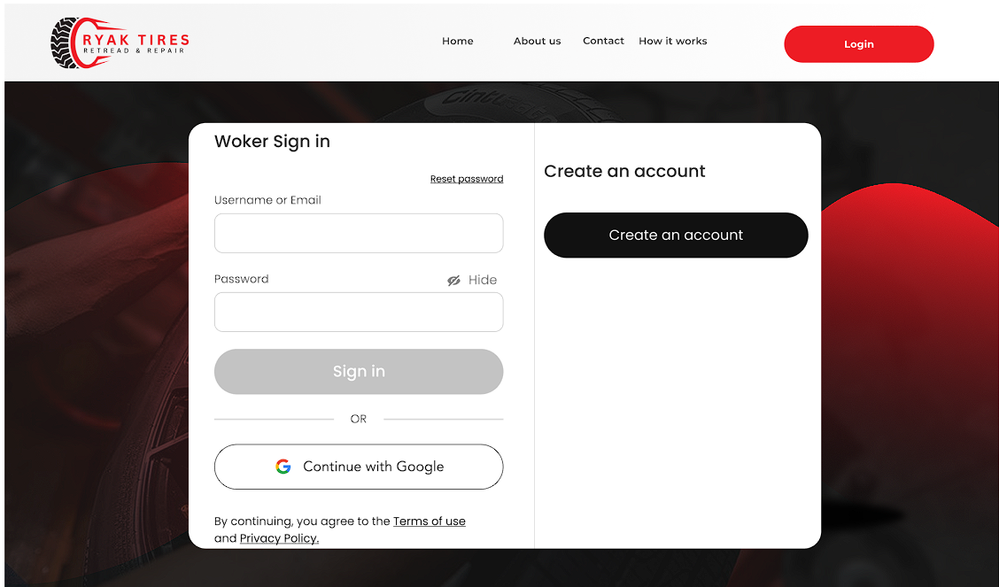 RYAK TIRES
RETREAD & REPAIR
Home
About us
Contact
How it works
Login
Woker Sign in
Reset password
Username or Email
Password
Hide
Sign in
OR
Continue with Google
By continuing, you agree to the Terms of use
and Privacy Policy.
Create an account
Create an account